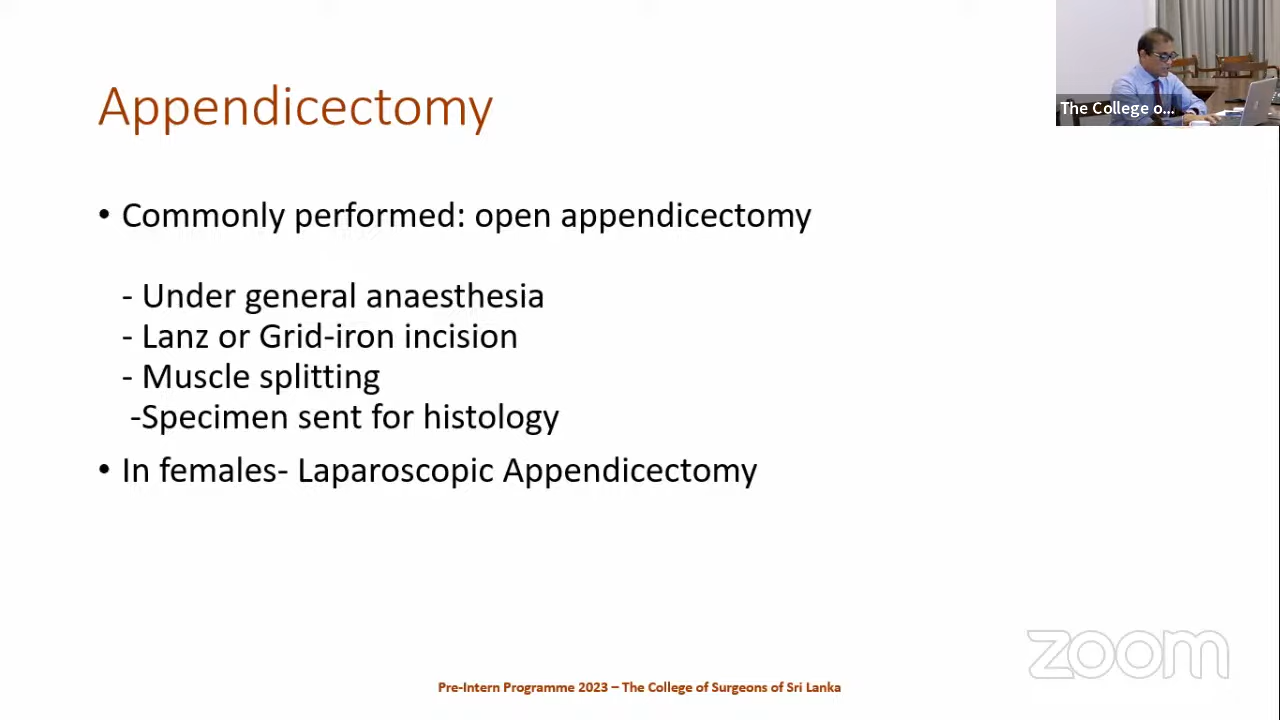 The College o...
Appendicectomy
• Commonly performed: open appendicectomy
- Under general anaesthesia
- Lanz or Grid-iron incision
- Muscle splitting
-Specimen sent for histology
• In females- Laparoscopic Appendicectomy
zoom
Pre-Intern Programme 2023 – The College of Surgeons of Sri Lanka